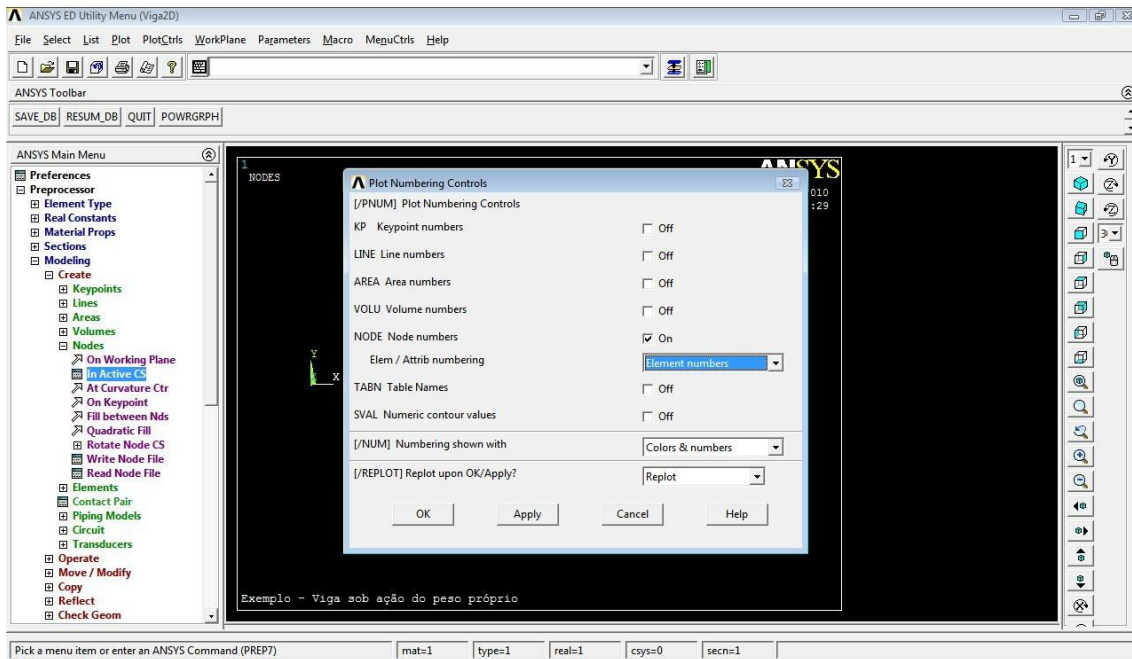 ANSYS ED Utility Menu (Viga2D)
File Select List Plot PlotCtrls WorkPlane Parameters Macro MenuCtrls Help
ANSYS Toolbar
SAVE_DB RESUM_DB QUIT POWRGRPH
ANSYS Main Menu
Preferences
Preprocessor
Element Type
Real Constants
Material Props
Sections
Modeling
Create
Keypoints
Lines
Areas
Volumes
Nodes
On Working Plane
In Active CS
At Curvature Ctr
On Keypoint
Fill between Nds
Quadratic Fill
Rotate Node CS
Write Node File
Read Node File
Elements
Contact Pair
Piping Models
Circuit
Transducers
Operate
Move / Modify
Copy
Reflect
Check Geom
1
NODES
ANSYS
010
:29
Y
X
Plot Numbering Controls
[/PNUM] Plot Numbering Controls
KP Keypoint numbers Off
LINE Line numbers Off
AREA Area numbers Off
VOLU Volume numbers Off
NODE Node numbers On
Elem / Attrib numbering Element numbers
TABN Table Names Off
SVAL Numeric contour values Off
[/NUM] Numbering shown with Colors & numbers
[/REPLOT] Replot upon OK/Apply? Replot
OK Apply Cancel Help
Exemplo - Viga sob ação do peso próprio
1
Pick a menu item or enter an ANSYS Command (PREP7) mat=1 type=1 real=1 csys=0 secn=1